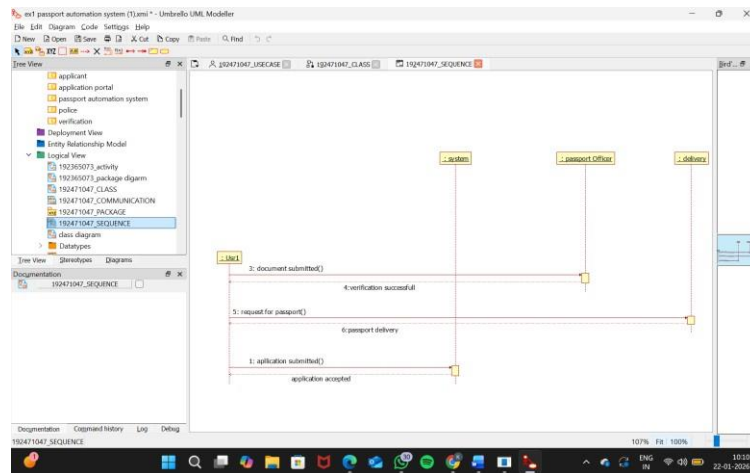 ex1 passport automation system (1).xmi * - Umbrello UML Modeller
File Edit Diagram Code Settings Help
New Open Save Cut Copy Paste Find
Tree View
192471047_USECASE 192471047_CLASS 192471047_SEQUENCE
Bird'...
applicant
application portal
passport automation system
police
verification
Deployment View
Entity Relationship Model
Logical View
192365073_activity
192365073_package digarm
192471047_CLASS
192471047_COMMUNICATION
192471047_PACKAGE
192471047_SEQUENCE
class diagram
Datatypes
Tree View Stereotypes Diagrams
Documentation
192471047_SEQUENCE
: system : passport Officer : delivery
: Usr1
3: document submitted()
4:verification successfull
5: request for passport()
6:passport delivery
1: apllication submitted()
application accepted
Documentation Command history Log Debug
192471047_SEQUENCE
107% Fit 100%
ENG
IN
10:10
22-01-2026